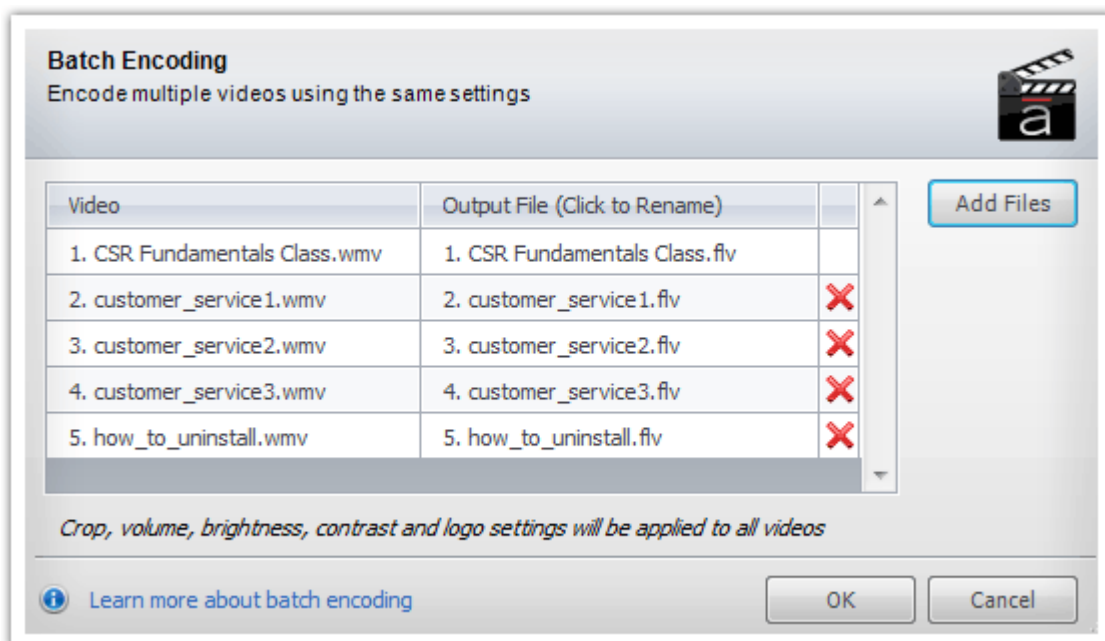 Batch Encoding
Encode multiple videos using the same settings
a
Video Output File (Click to Rename) Add Files
1. CSR Fundamentals Class.wmv 1. CSR Fundamentals Class.flv
2. customer_service1.wmv 2. customer_service1.flv
3. customer_service2.wmv 3. customer_service2.flv
4. customer_service3.wmv 4. customer_service3.flv
5. how_to_uninstall.wmv 5. how_to_uninstall.flv
Crop, volume, brightness, contrast and logo settings will be applied to all videos
Learn more about batch encoding OK Cancel